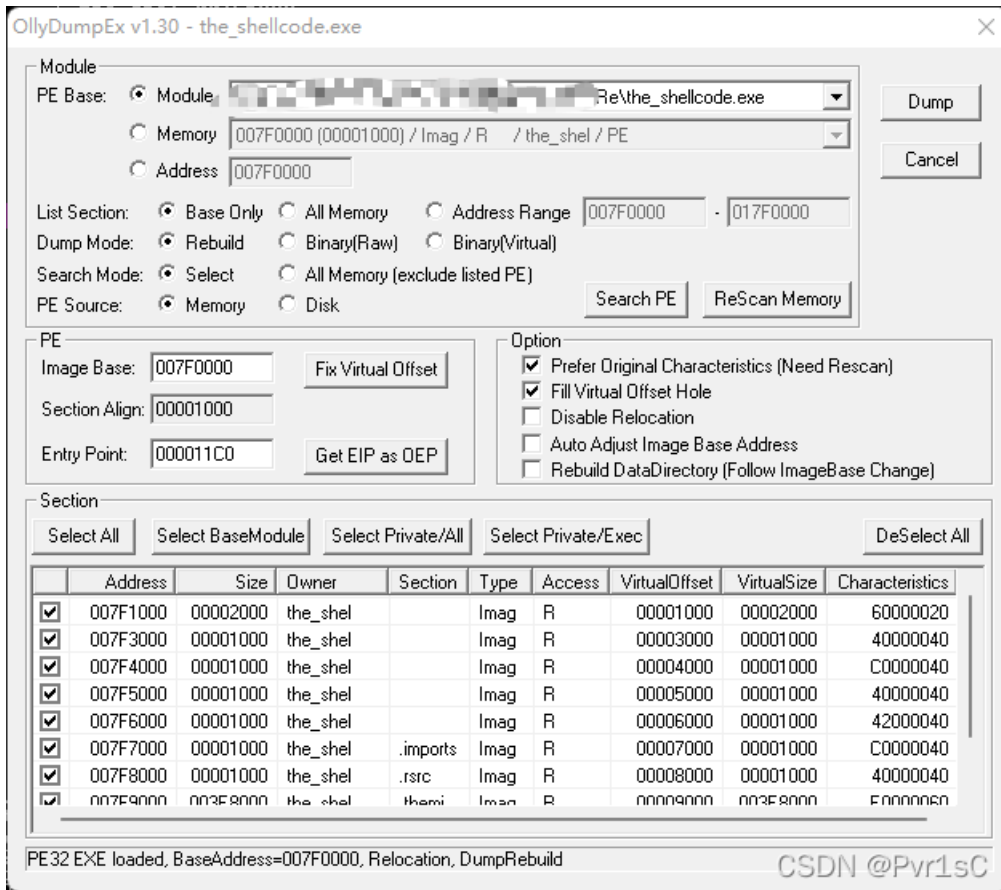 OllyDumpEx v1.30 - the_shellcode.exe
Module
PE Base: Module Re\the_shellcode.exe Dump
Memory 007F0000 (00001000) / Imag / R / the_shel / PE
Cancel
Address 007F0000
List Section: Base Only All Memory Address Range 007F0000 - 017F0000
Dump Mode: Rebuild Binary(Raw) Binary(Virtual)
Search Mode: Select All Memory (exclude listed PE)
PE Source: Memory Disk Search PE ReScan Memory
PE
Image Base: 007F0000 Fix Virtual Offset
Section Align: 00001000
Entry Point: 000011C0 Get EIP as OEP
Option
Prefer Original Characteristics (Need Rescan)
Fill Virtual Offset Hole
Disable Relocation
Auto Adjust Image Base Address
Rebuild DataDirectory (Follow ImageBase Change)
Section
Select All Select BaseModule Select Private/All Select Private/Exec DeSelect All
Address Size Owner Section Type Access VirtualOffset VirtualSize Characteristics
007F1000 00002000 the_shel Imag R 00001000 00002000 60000020
007F3000 00001000 the_shel Imag R 00003000 00001000 40000040
007F4000 00001000 the_shel Imag R 00004000 00001000 C0000040
007F5000 00001000 the_shel Imag R 00005000 00001000 40000040
007F6000 00001000 the_shel Imag R 00006000 00001000 42000040
007F7000 00001000 the_shel .imports Imag R 00007000 00001000 C0000040
007F8000 00001000 the_shel .rsrc Imag R 00008000 00001000 40000040
007F9000 003E8000 the_shel .themi Imag R 00009000 003E8000 E0000060
PE32 EXE loaded, BaseAddress=007F0000, Relocation, DumpRebuild
CSDN @Pvr1sC